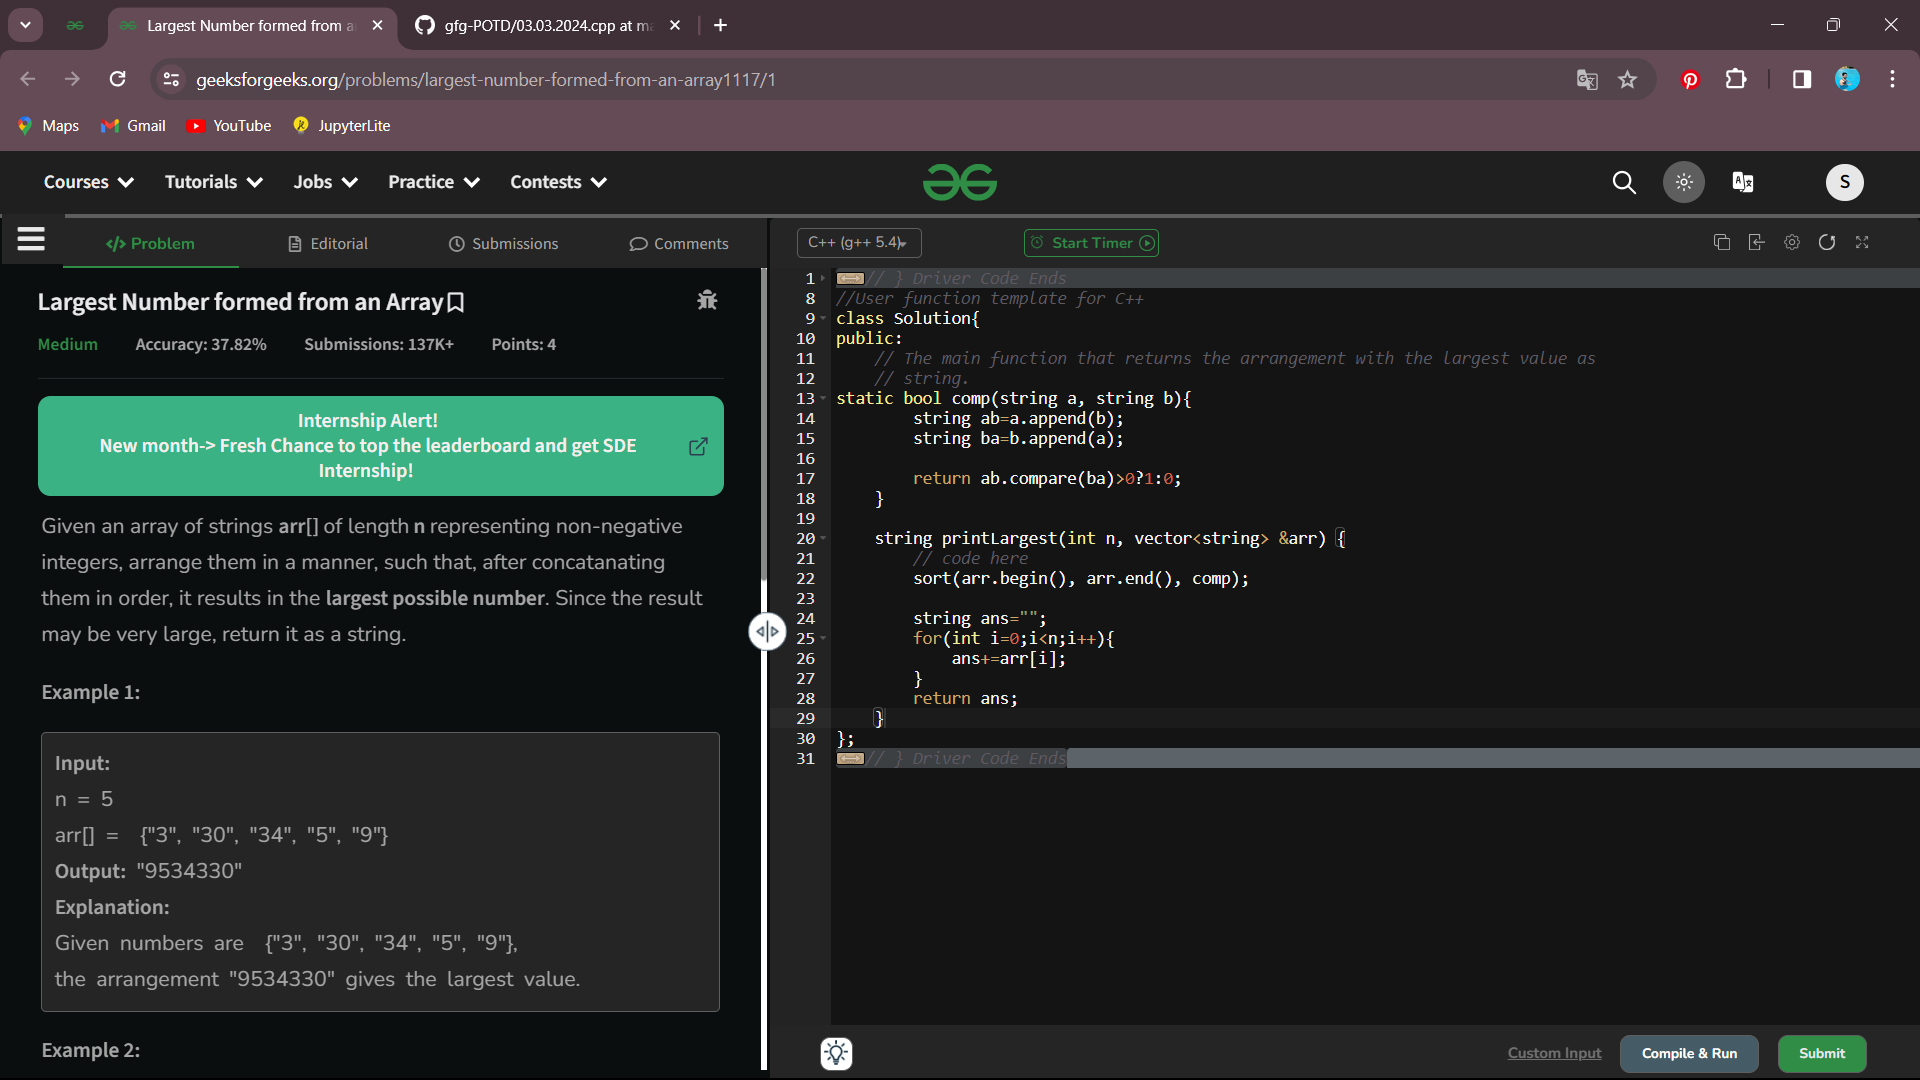 Largest Number formed from a
gfg-POTD/03.03.2024.cpp at m
geeksforgeeks.org/problems/largest-number-formed-from-an-array1117/1
Maps
Gmail
YouTube
JupyterLite
Courses
Tutorials
Jobs
Practice
Contests
S
</> Problem
Editorial
Submissions
Comments
Largest Number formed from an Array
Medium
Accuracy: 37.82%
Submissions: 137K+
Points: 4
Internship Alert!
New month-> Fresh Chance to top the leaderboard and get SDE
Internship!
Given an array of strings arr[] of length n representing non-negative
integers, arrange them in a manner, such that, after concatanating
them in order, it results in the largest possible number. Since the result
may be very large, return it as a string.
Example 1:
Input:
n = 5
arr[] = {"3", "30", "34", "5", "9"}
Output: "9534330"
Explanation:
Given numbers are {"3", "30", "34", "5", "9"},
the arrangement "9534330" gives the largest value.
Example 2:
C++ (g++ 5.4)
Start Timer
1 // } Driver Code Ends
8 //User function template for C++
9 class Solution{
10 public:
11 // The main function that returns the arrangement with the largest value as
12 // string.
13 static bool comp(string a, string b){
14 string ab=a.append(b);
15 string ba=b.append(a);
16
17 return ab.compare(ba)>0?1:0;
18 }
19
20 string printLargest(int n, vector<string> &arr) {
21 // code here
22 sort(arr.begin(), arr.end(), comp);
23
24 string ans="";
25 for(int i=0;i<n;i++){
26 ans+=arr[i];
27 }
28 return ans;
29 }
30 };
31 // } Driver Code Ends
Custom Input
Compile & Run
Submit